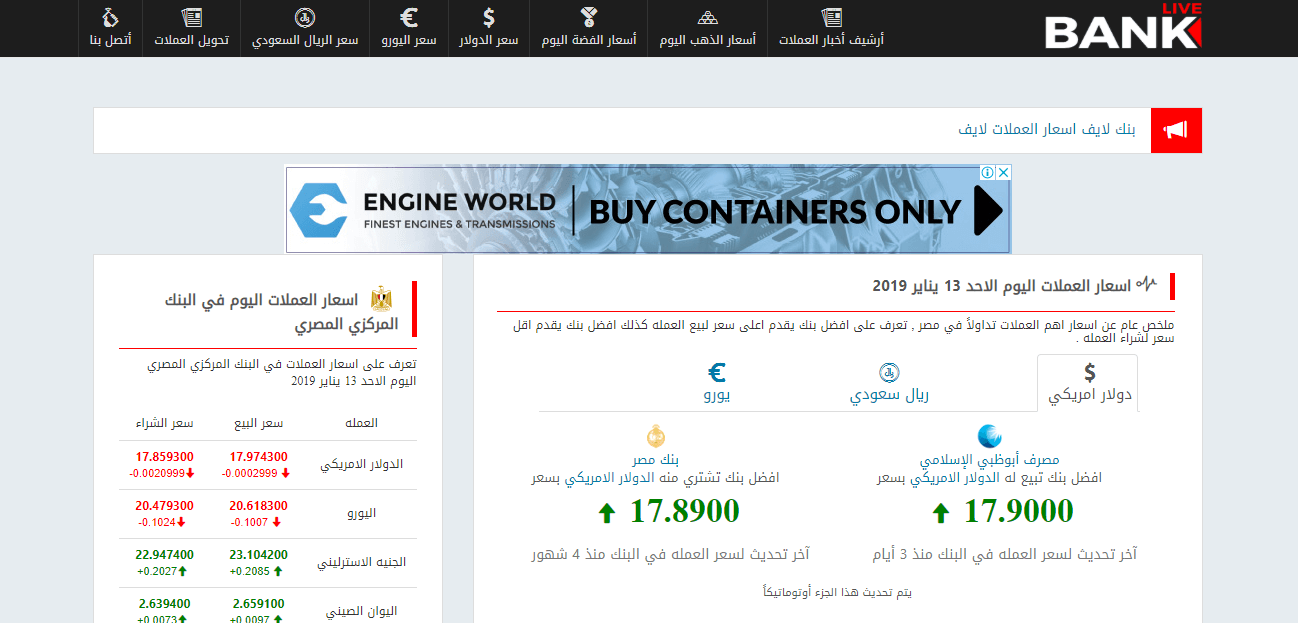 LIVE
BANK
أرشيف أخبار العملات
أسعار الذهب اليوم
أسعار الفضة اليوم
سعر الدولار
سعر اليورو
سعر الريال السعودي
تحويل العملات
أتصل بنا
بنك لايف اسعار العملات لايف
ENGINE WORLD
FINEST ENGINES & TRANSMISSIONS
BUY CONTAINERS ONLY
اسعار العملات اليوم الاحد 13 يناير 2019
ملخص عام عن اسعار اهم العملات تداولاً في مصر , تعرف على افضل بنك يقدم اعلى سعر لبيع العمله كذلك افضل بنك يقدم اقل
سعر لشراء العمله .
$ € 
دولار امريكي
ريال سعودي
يورو
مصرف أبوظبي الإسلامي
افضل بنك تبيع له الدولار الامريكي بسعر
17.9000
آخر تحديث لسعر العمله في البنك منذ 3 أيام
بنك مصر
افضل بنك تشتري منه الدولار الامريكي بسعر
17.8900
آخر تحديث لسعر العمله في البنك منذ 4 شهور
يتم تحديث هذا الجزء أوتوماتيكاً
اسعار العملات اليوم في البنك
المركزي المصري
تعرف على اسعار العملات في البنك المركزي المصري
اليوم الاحد 13 يناير 2019
العمله سعر البيع سعر الشراء
الدولار الامريكي 17.974300 17.859300
-0.0002999 -0.0020999
اليورو 20.618300 20.479300
-0.1007 -0.1024
الجنيه الاسترليني 23.104200 22.947400
+0.2085 +0.2027
اليوان الصيني 2.659100 2.639400
+0.0097 +0.0073